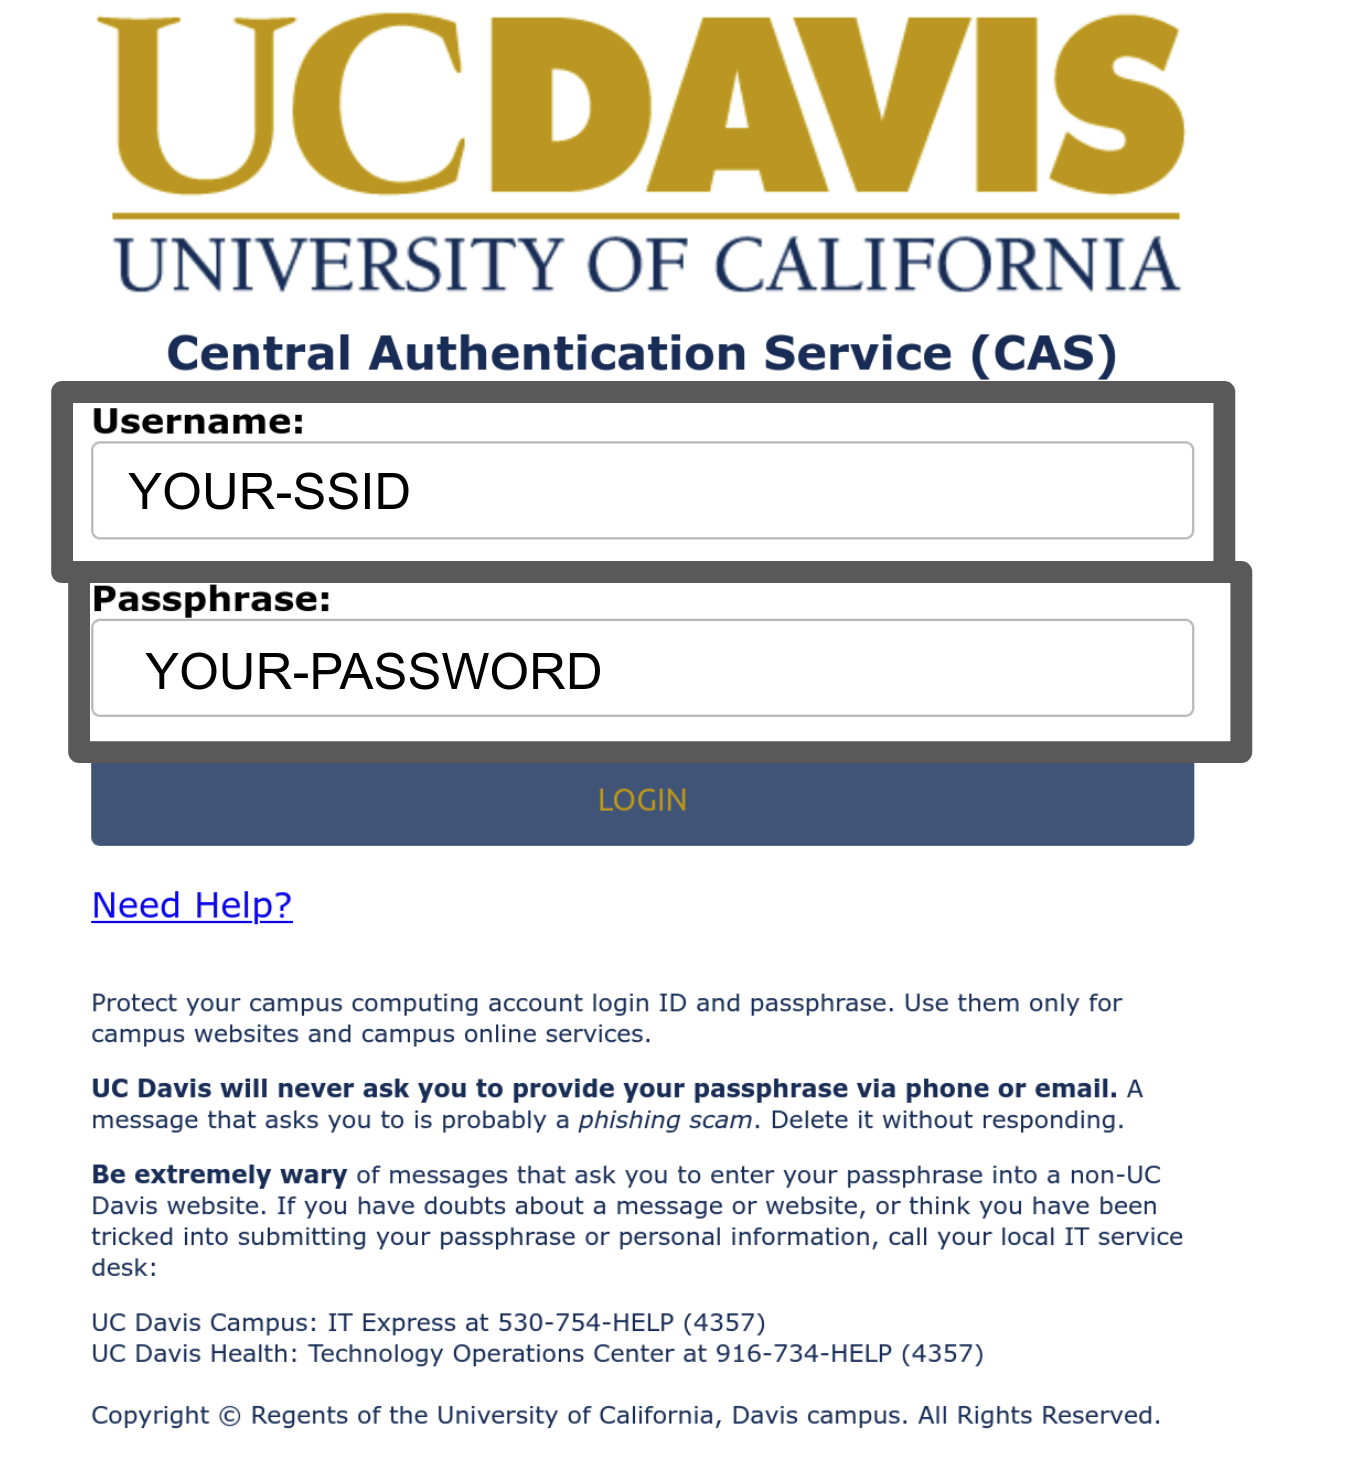 UCDAVIS
UNIVERSITY OF CALIFORNIA
Central Authentication Service (CAS)
Username:
YOUR-SSID
Passphrase:
YOUR-PASSWORD
LOGIN
Need Help?
Protect your campus computing account login ID and passphrase. Use them only for
campus websites and campus online services.
UC Davis will never ask you to provide your passphrase via phone or email. A
message that asks you to is probably a phishing scam. Delete it without responding.
Be extremely wary of messages that ask you to enter your passphrase into a non-UC
Davis website. If you have doubts about a message or website, or think you have been
tricked into submitting your passphrase or personal information, call your local IT service
desk:
UC Davis Campus: IT Express at 530-754-HELP (4357)
UC Davis Health: Technology Operations Center at 916-734-HELP (4357)
Copyright © Regents of the University of California, Davis campus. All Rights Reserved.